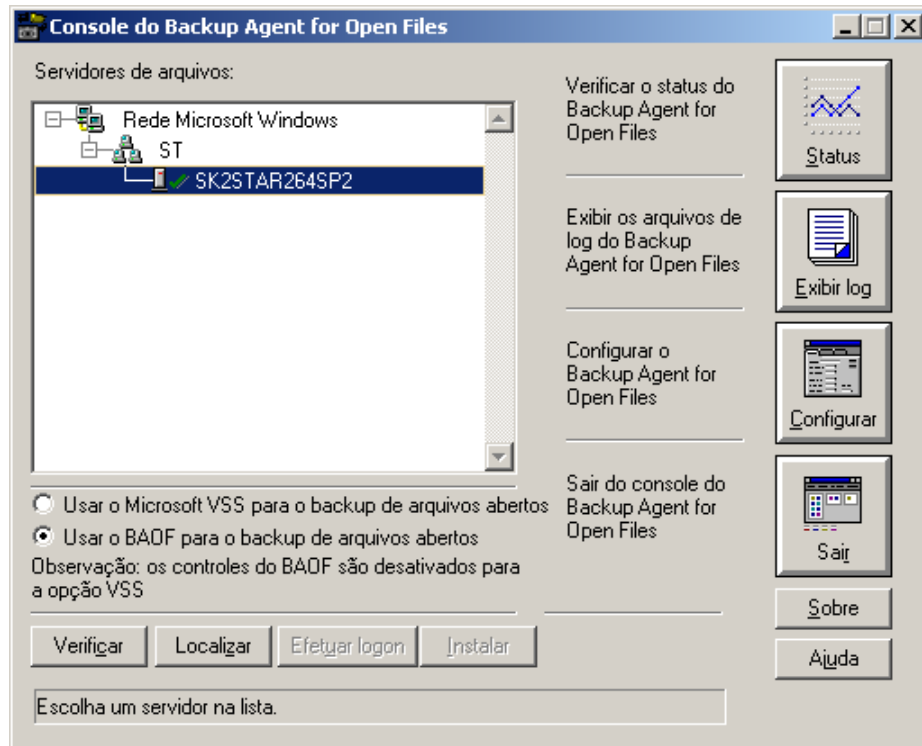 Console do Backup Agent for Open Files
Servidores de arquivos:
Rede Microsoft Windows
ST
SK2STAR264SP2
Usar o Microsoft VSS para o backup de arquivos abertos
Usar o BAOF para o backup de arquivos abertos
Observação: os controles do BAOF são desativados para
a opção VSS
Verificar
Localizar
Efetuar logon
Instalar
Escolha um servidor na lista.
Verificar o status do
Backup Agent for
Open Files
Status
Exibir os arquivos de
log do Backup
Agent for Open Files
Exibir log
Configurar o
Backup Agent for
Open Files
Configurar
Sair do console do
Backup Agent for
Open Files
Sair
Sobre
Ajuda